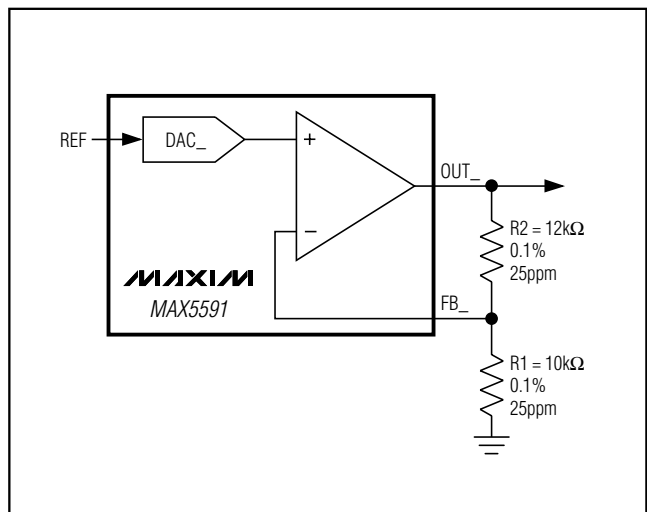 REF
DAC_
+
−
OUT_
R2 = 12kΩ
0.1%
25ppm
MAXIM
MAX5591
FB_
R1 = 10kΩ
0.1%
25ppm